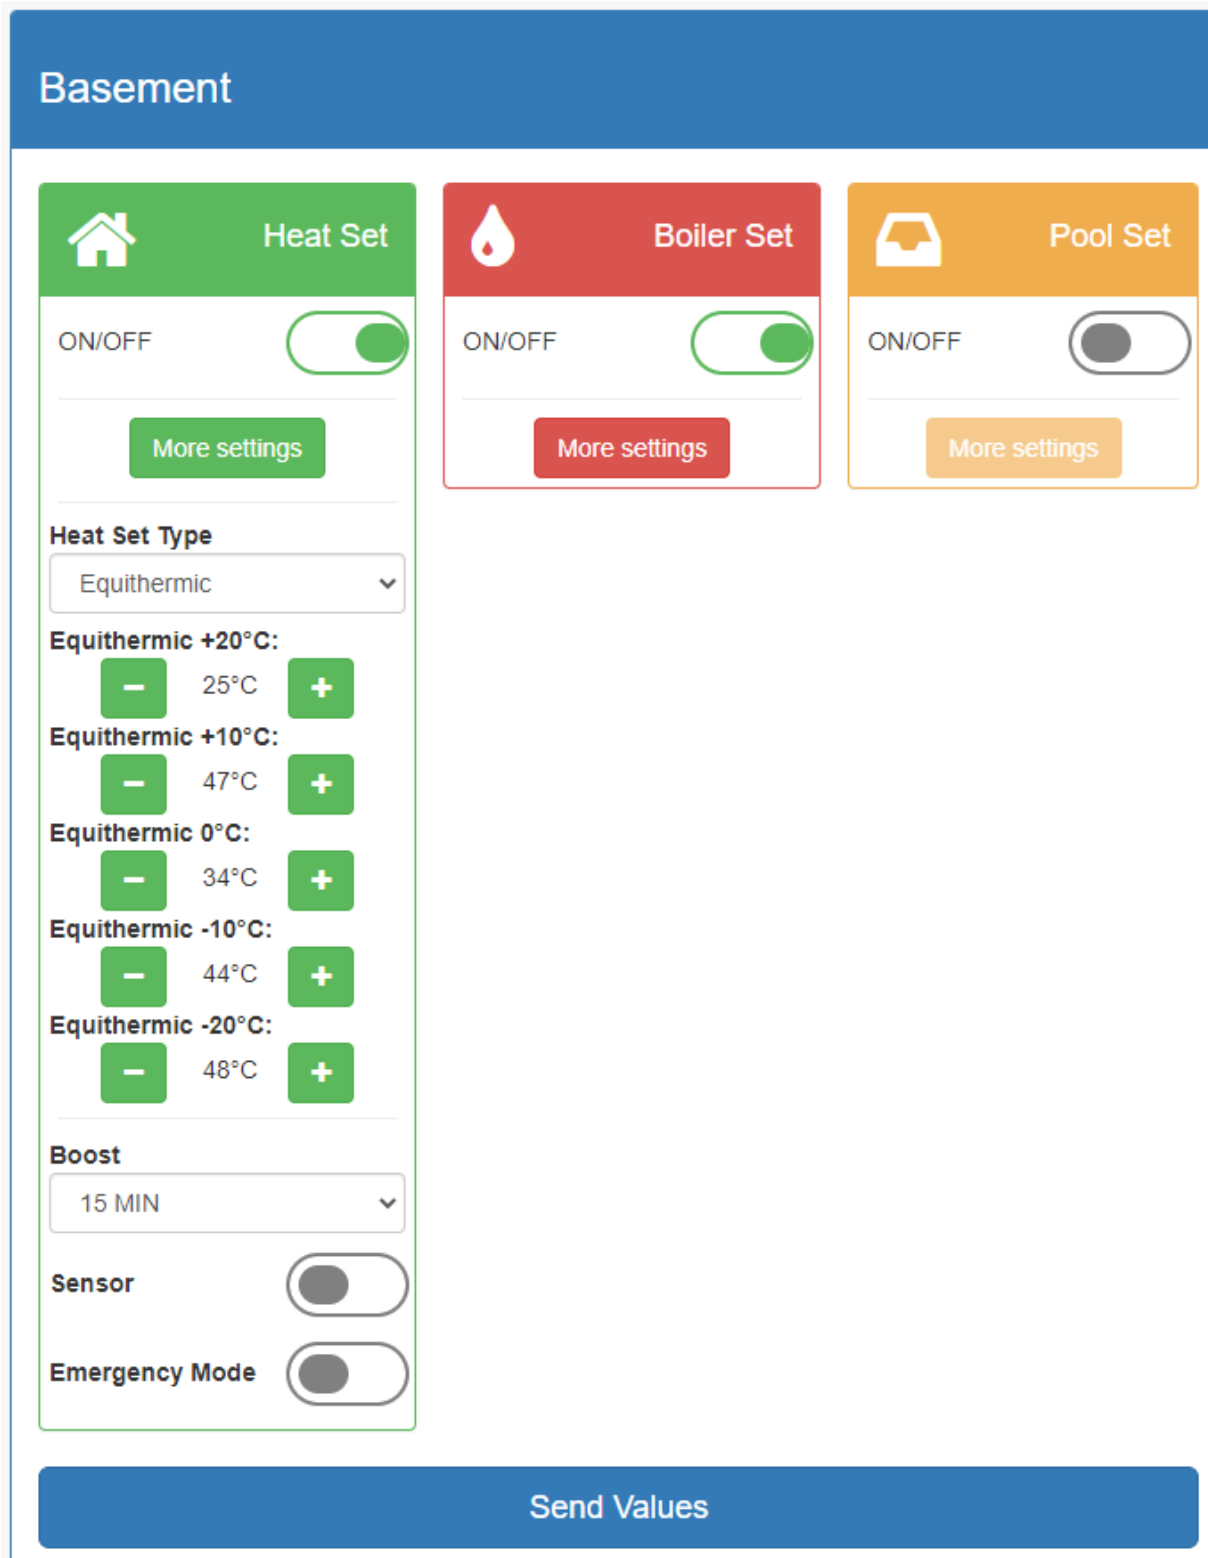 Basement
Heat Set
Boiler Set
Pool Set
ON/OFF
ON/OFF
ON/OFF
More settings
More settings
More settings
Heat Set Type
Equithermic
Equithermic +20°C:
25°C
Equithermic +10°C:
47°C
Equithermic 0°C:
34°C
Equithermic -10°C:
44°C
Equithermic -20°C:
48°C
Boost
15 MIN
Sensor
Emergency Mode
Send Values